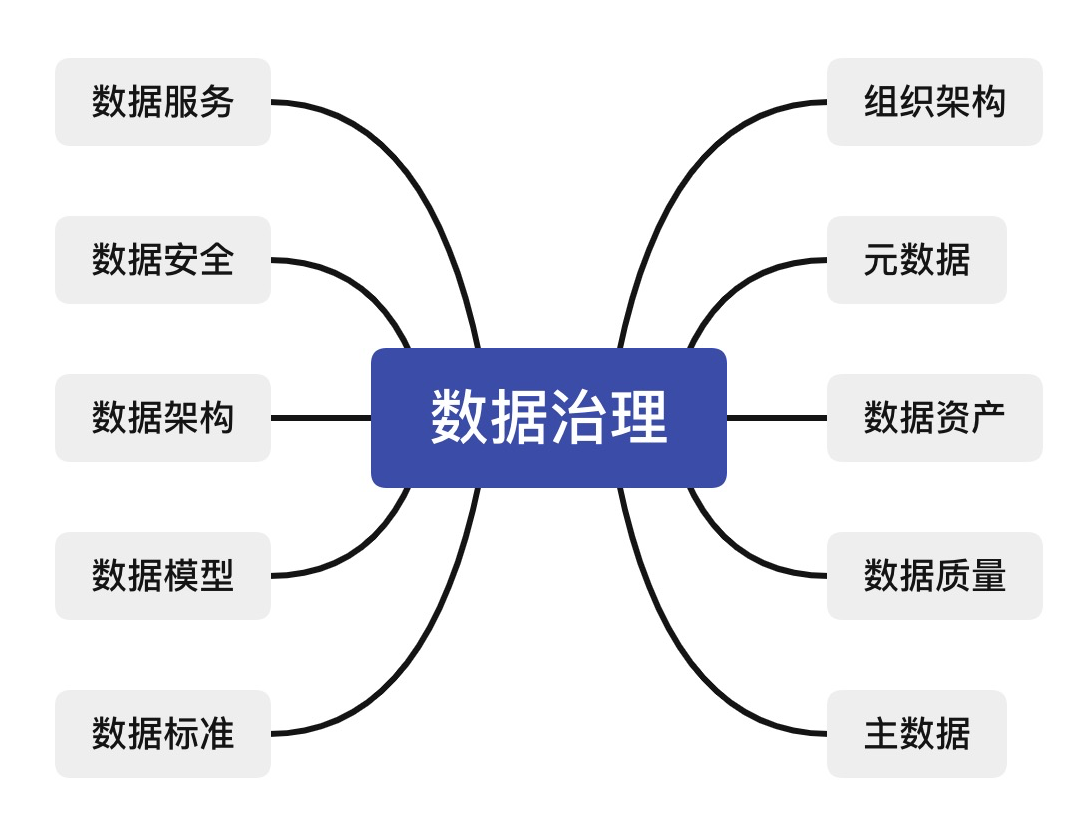 数据服务
数据安全
数据架构
数据模型
数据标准
数据治理
组织架构
元数据
数据资产
数据质量
主数据